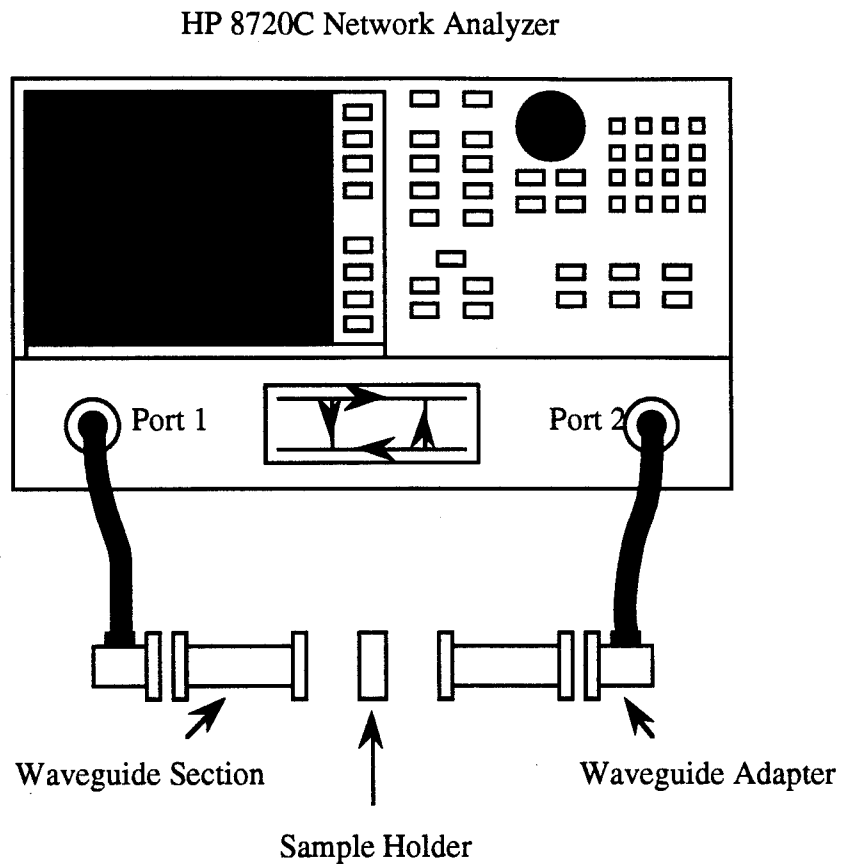 HP 8720C Network Analyzer
Port 1
Port 2
Waveguide Section
Waveguide Adapter
Sample Holder